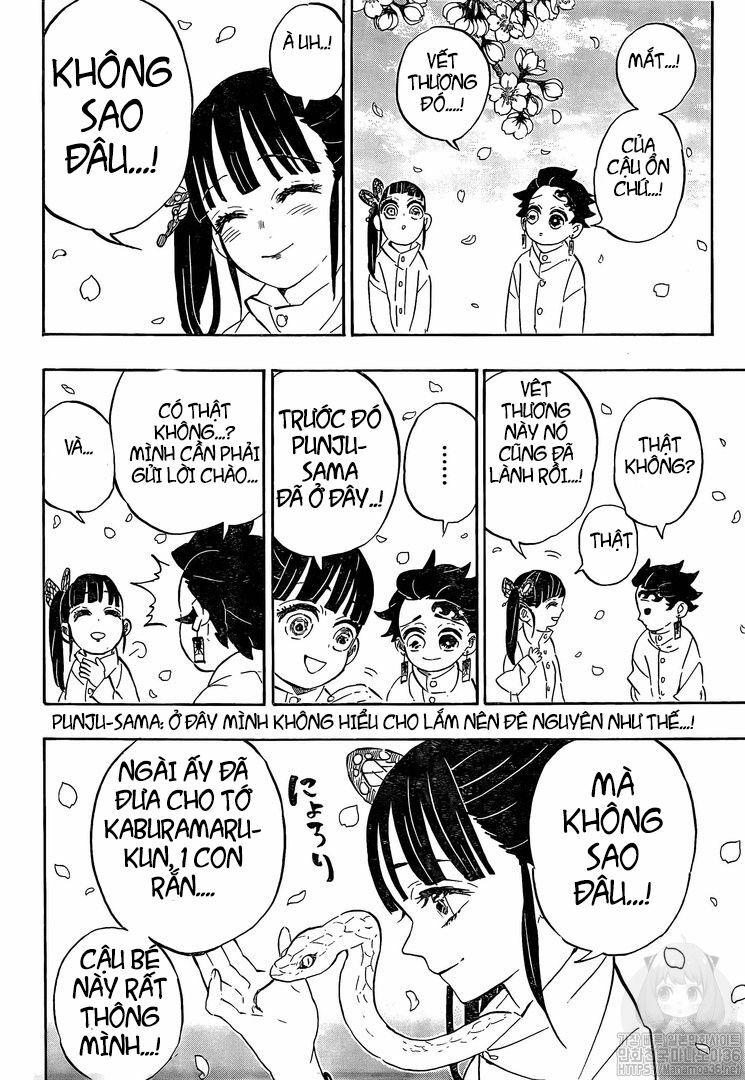 MẮT...!
CỦA
CẬU ỔN
CHỨ...!
VẾT
THƯƠNG
ĐÓ.....!
À UH..!
KHÔNG
SAO
ĐÂU....!
THẬT
KHÔNG?
THẬT
VẾT
THƯƠNG
NÀY NÓ
CŨNG ĐÃ
LÀNH RỒI....!
......
TRƯỚC ĐÓ
PUNJU-
SAMA
ĐÃ Ở ĐÂY..!
CÓ THẬT
KHÔNG...?
MÌNH CẦN PHẢI
GỬI LỜI CHÀO...
VÀ...
PUNJU-SAMA: Ở ĐÂY MÌNH KHÔNG HIỂU CHO LẮM NÊN ĐỂ NGUYÊN NHƯ THẾ...!
MÀ
KHÔNG
SAO
ĐÂU...!
にょろり
NGÀI ẤY ĐÃ
ĐƯA CHO TỚ
KABURAMARU-
KUN, 1 CON
RẮN....
CẬU BÉ
NÀY RẤT
THÔNG
MINH....!